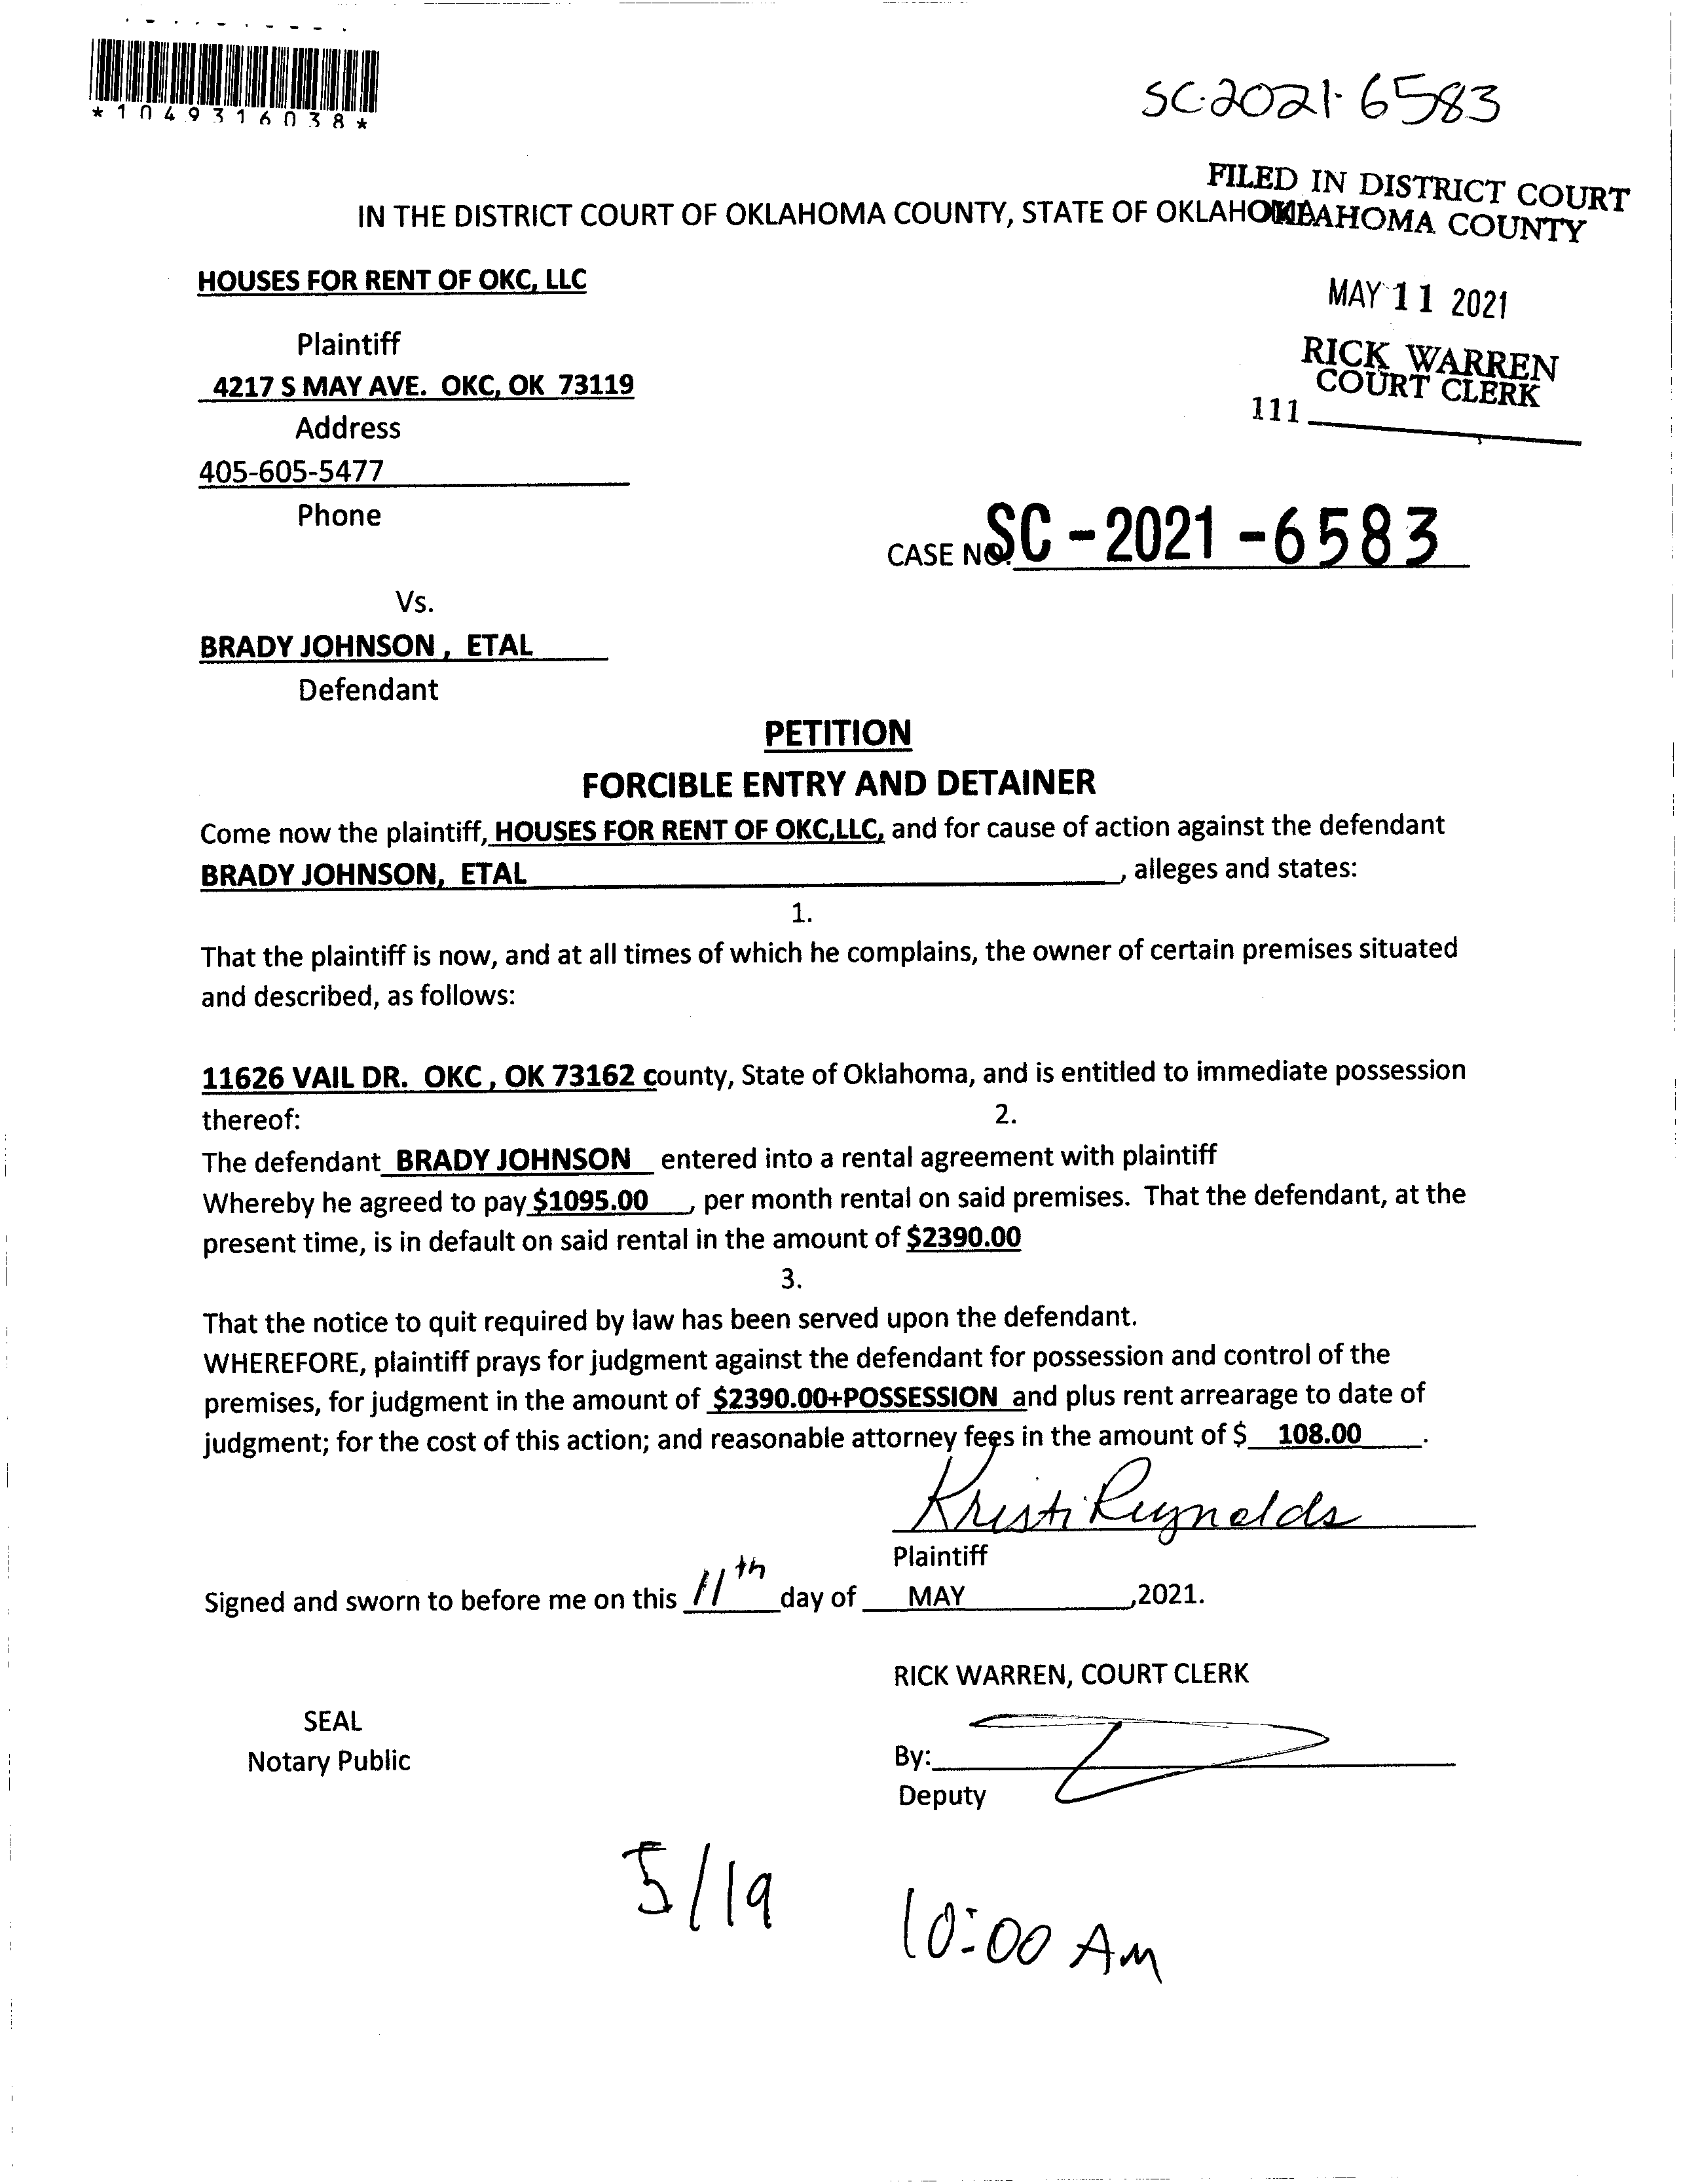 *1049316038*
SC-2021-6583
FILED IN DISTRICT COURT
OKLAHOMA COUNTY
IN THE DISTRICT COURT OF OKLAHOMA COUNTY, STATE OF OKLAHOMA
HOUSES FOR RENT OF OKC, LLC
MAY 11 2021
Plaintiff
RICK WARREN
COURT CLERK
4217 S MAY AVE. OKC, OK 73119
111
Address
405-605-5477
Phone
CASE NO. SC-2021-6583
Vs.
BRADY JOHNSON , ETAL
Defendant
PETITION
FORCIBLE ENTRY AND DETAINER
Come now the plaintiff, HOUSES FOR RENT OF OKC,LLC, and for cause of action against the defendant
BRADY JOHNSON, ETAL, alleges and states:
1.
That the plaintiff is now, and at all times of which he complains, the owner of certain premises situated
and described, as follows:
11626 VAIL DR. OKC , OK 73162 county, State of Oklahoma, and is entitled to immediate possession
thereof: 2.
The defendant BRADY JOHNSON entered into a rental agreement with plaintiff
Whereby he agreed to pay $1095.00 , per month rental on said premises. That the defendant, at the
present time, is in default on said rental in the amount of $2390.00
3.
That the notice to quit required by law has been served upon the defendant.
WHEREFORE, plaintiff prays for judgment against the defendant for possession and control of the
premises, for judgment in the amount of $2390.00+POSSESSION and plus rent arrearage to date of
judgment; for the cost of this action; and reasonable attorney fees in the amount of $ 108.00 .
Kristi Reynolds
Plaintiff
Signed and sworn to before me on this 11th day of MAY ,2021.
RICK WARREN, COURT CLERK
SEAL
Notary Public
By:
Deputy
5/19
10:00 AM